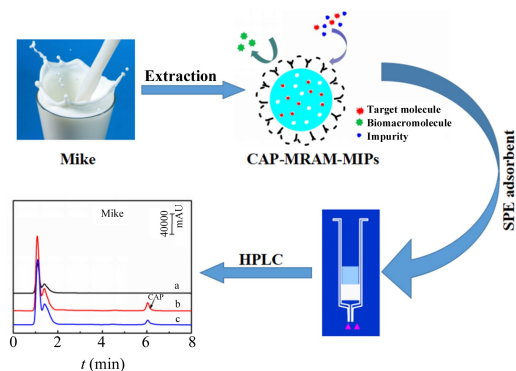 Extraction
Target molecule
Biomacromolecule
Impurity
Mike
CAP-MRAM-MIPs
SPE adsorbent
HPLC
Mike
40000
mAU
a
CAP
b
c
0 2 4 6 8
t (min)